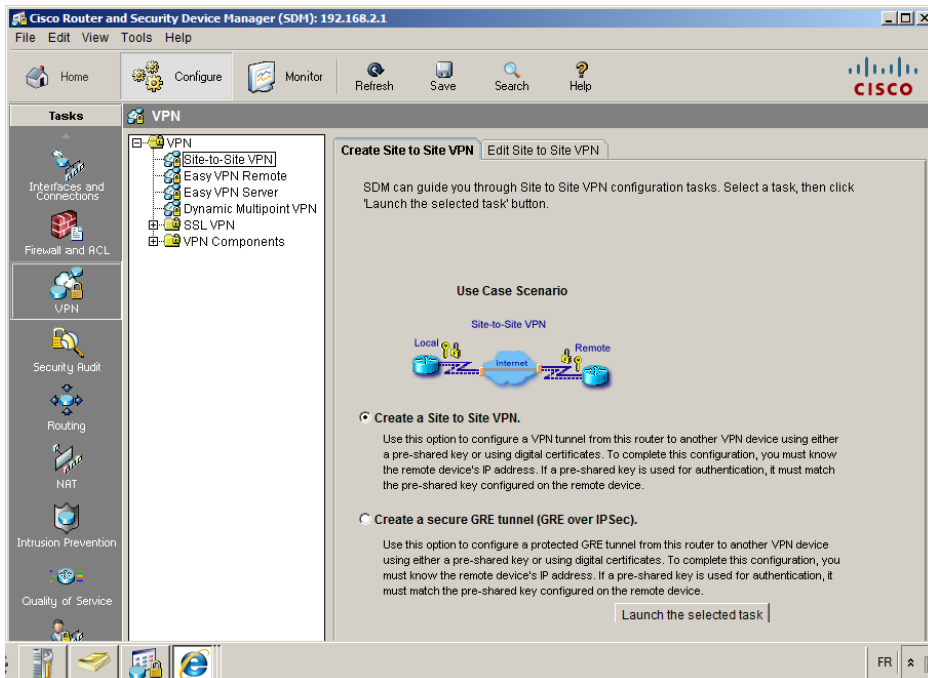 Cisco Router and Security Device Manager (SDM): 192.168.2.1
File Edit View Tools Help
Home Configure Monitor Refresh Save Search Help
CISCO
Tasks
VPN
Interfaces and
Connections
Firewall and ACL
VPN
Security Audit
Routing
NAT
Intrusion Prevention
Quality of Service
VPN
Site-to-Site VPN
Easy VPN Remote
Easy VPN Server
Dynamic Multipoint VPN
SSL VPN
VPN Components
Create Site to Site VPN Edit Site to Site VPN
SDM can guide you through Site to Site VPN configuration tasks. Select a task, then click
'Launch the selected task' button.
Use Case Scenario
Site-to-Site VPN
Local
Internet
Remote
Create a Site to Site VPN.
Use this option to configure a VPN tunnel from this router to another VPN device using either
a pre-shared key or using digital certificates. To complete this configuration, you must know
the remote device's IP address. If a pre-shared key is used for authentication, it must match
the pre-shared key configured on the remote device.
Create a secure GRE tunnel (GRE over IPSec).
Use this option to configure a protected GRE tunnel from this router to another VPN device
using either a pre-shared key or using digital certificates. To complete this configuration, you
must know the remote device's IP address. If a pre-shared key is used for authentication, it
must match the pre-shared key configured on the remote device.
Launch the selected task
FR